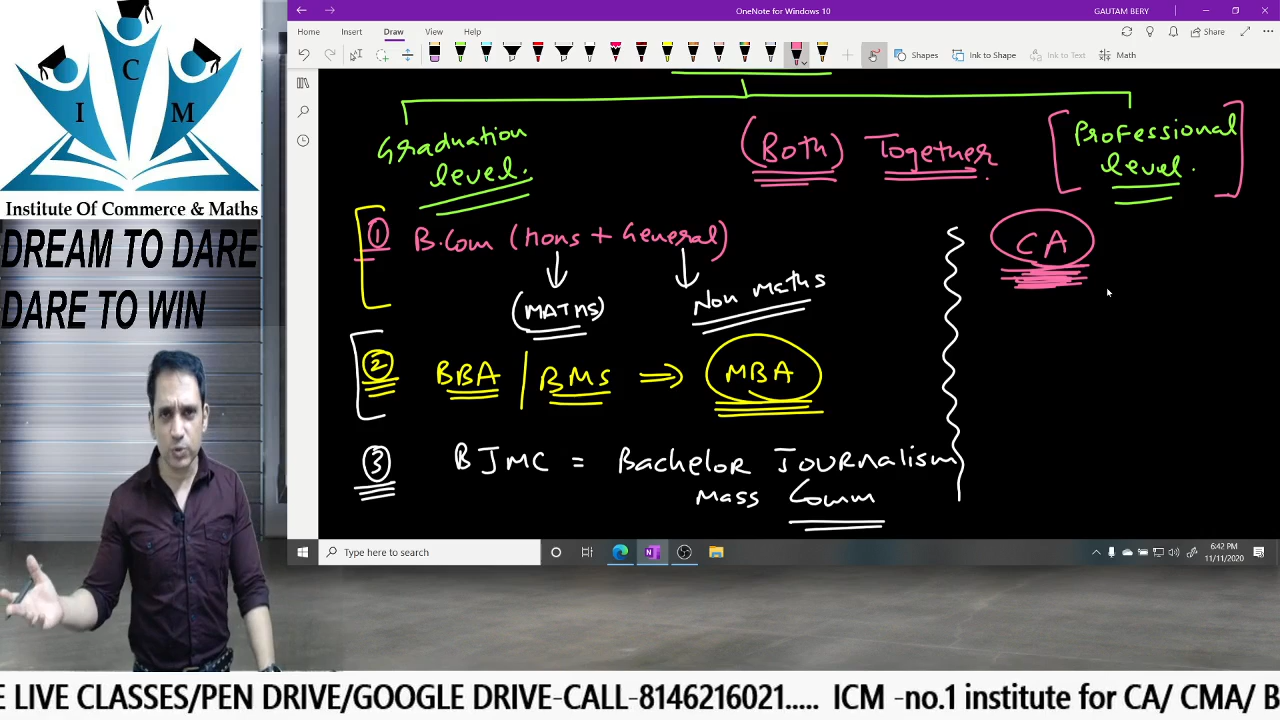 C
I M
Institute Of Commerce & Maths
DREAM TO DARE
DARE TO WIN
OneNote for Windows 10
GAUTAM BERY
Home Insert Draw View Help
Share
Shapes Ink to Shape Ink to Text Math
Graduation level.
(Both) Together
[Professional level.]
① B.Com (Hons + General)
(MATHS) Non maths
② BBA | BMS ⇒ MBA
③ BJMC = Bachelor Journalism
Mass Comm
CA
Type here to search
6:42 PM
11/11/2020
E LIVE CLASSES/PEN DRIVE/GOOGLE DRIVE-CALL-8146216021..... ICM -no.1 institute for CA/ CMA/ B